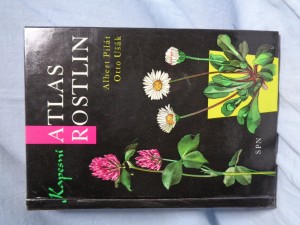 Kapesní
ATLAS
ROSTLIN
Albert Pilát
Otto Ušák
SPN